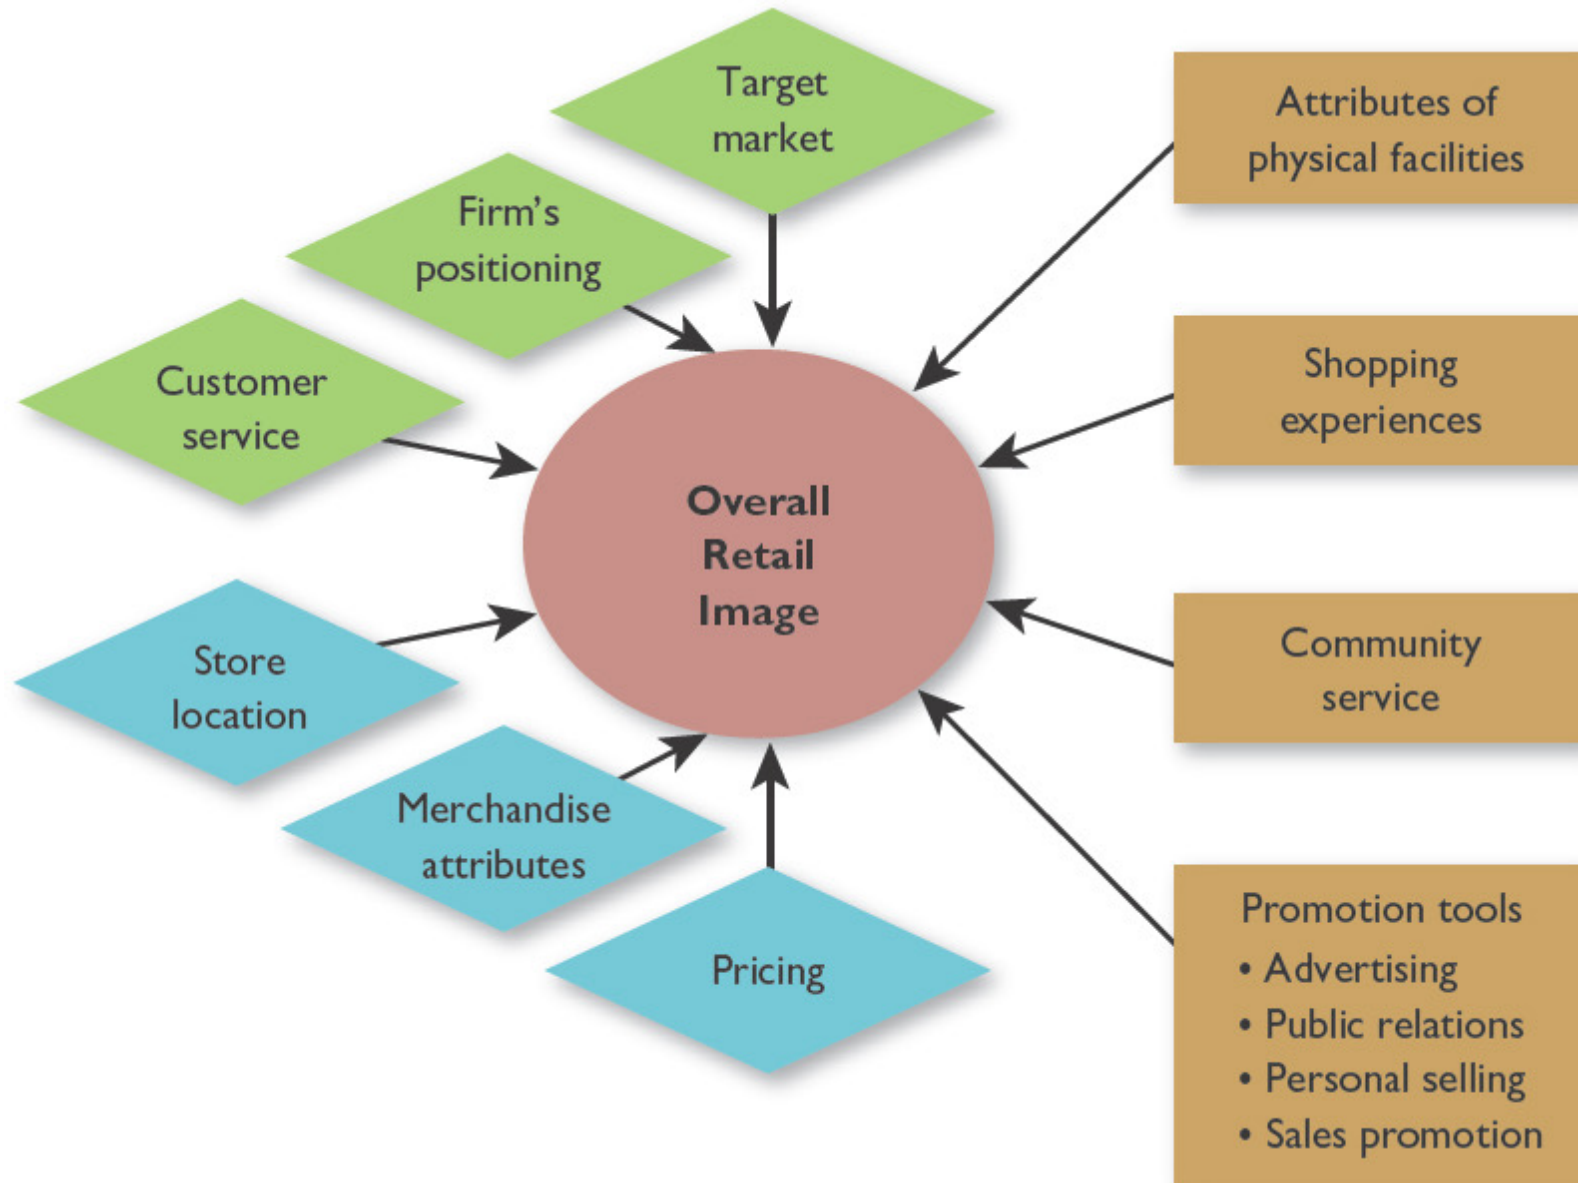 Target
market
Firm's
positioning
Customer
service
Store
location
Merchandise
attributes
Pricing
Overall
Retail
Image
Attributes of
physical facilities
Shopping
experiences
Community
service
Promotion tools
• Advertising
• Public relations
• Personal selling
• Sales promotion